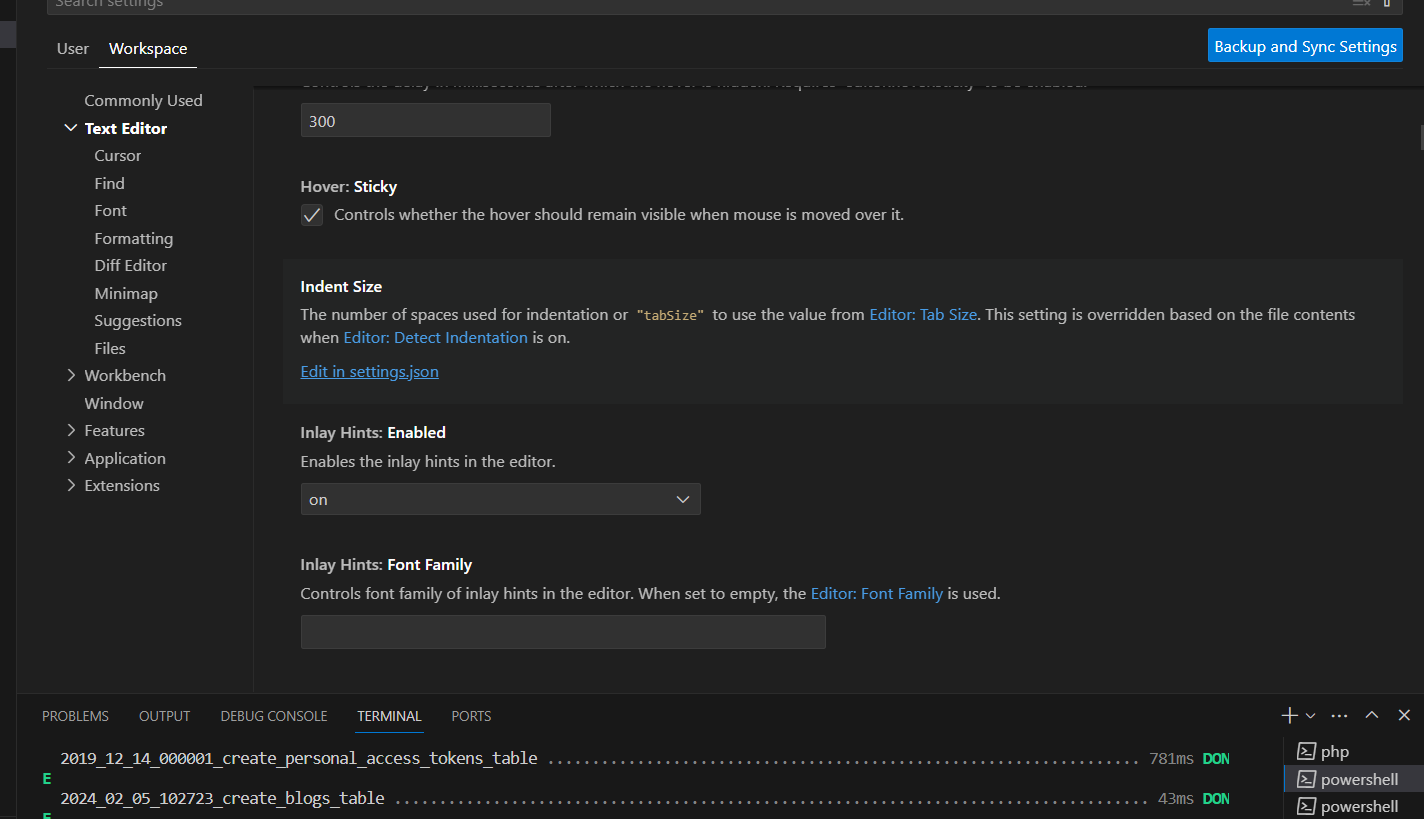 Search settings
User
Workspace
Backup and Sync Settings
Commonly Used
Text Editor
Cursor
Find
Font
Formatting
Diff Editor
Minimap
Suggestions
Files
Workbench
Window
Features
Application
Extensions
300
Hover: Sticky
Controls whether the hover should remain visible when mouse is moved over it.
Indent Size
The number of spaces used for indentation or "tabSize" to use the value from Editor: Tab Size. This setting is overridden based on the file contents
when Editor: Detect Indentation is on.
Edit in settings.json
Inlay Hints: Enabled
Enables the inlay hints in the editor.
on
Inlay Hints: Font Family
Controls font family of inlay hints in the editor. When set to empty, the Editor: Font Family is used.
PROBLEMS
OUTPUT
DEBUG CONSOLE
TERMINAL
PORTS
2019_12_14_000001_create_personal_access_tokens_table .................................................................. 781ms DON
E
2024_02_05_102723_create_blogs_table .................................................................................... 43ms DON
php
powershell
powershell